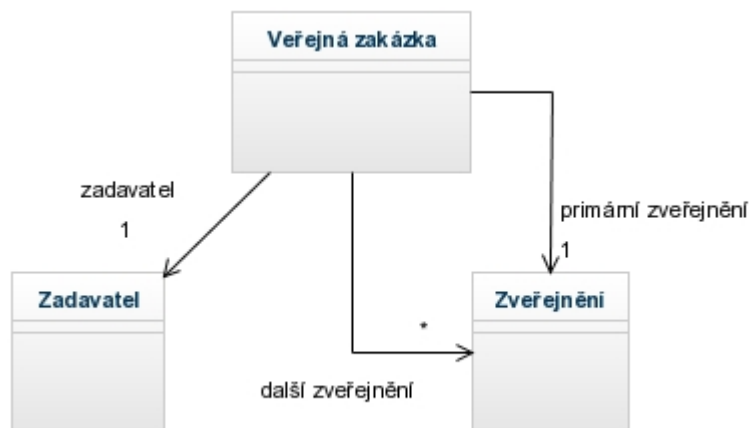 Veřejná zakázka
zadavatel
1
primární zveřejnění
1
Zadavatel
Zveřejnění
*
další zveřejnění